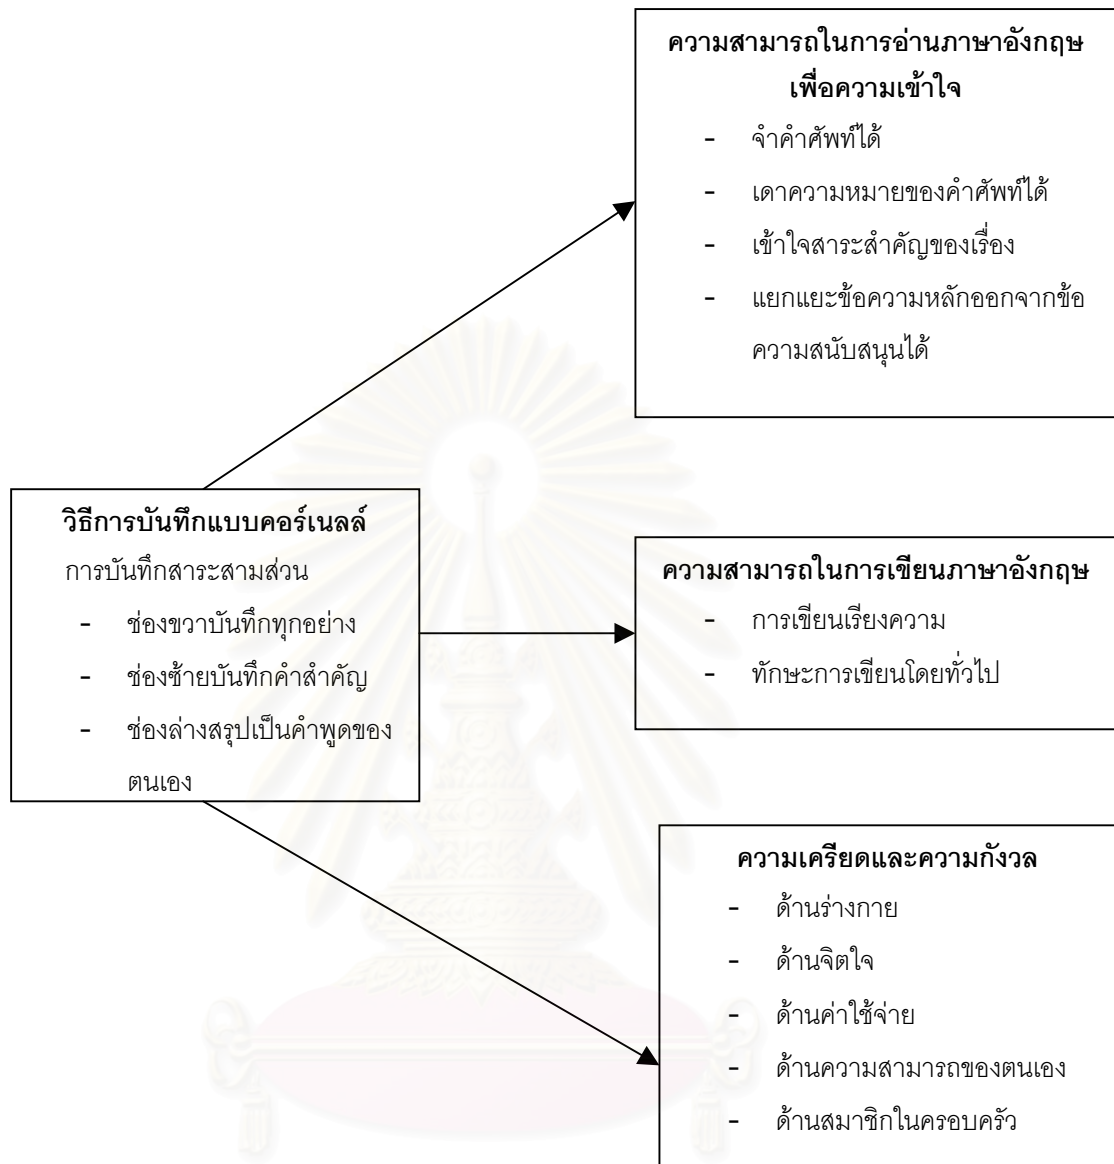 ความสามารถในการอ่านภาษาอังกฤษ
เพื่อความเข้าใจ
- จำคำศัพท์ได้
- เดาความหมายของคำศัพท์ได้
- เข้าใจสาระสำคัญของเรื่อง
- แยกแยะข้อความหลักออกจากข้อ
ความสนับสนุนได้
วิธีการบันทึกแบบคอร์เนลล์
การบันทึกสาระสามส่วน
- ช่องขวาบันทึกทุกอย่าง
- ช่องซ้ายบันทึกคำสำคัญ
- ช่องล่างสรุปเป็นคำพูดของ
ตนเอง
ความสามารถในการเขียนภาษาอังกฤษ
- การเขียนเรียงความ
- ทักษะการเขียนโดยทั่วไป
ความเครียดและความกังวล
- ด้านร่างกาย
- ด้านจิตใจ
- ด้านค่าใช้จ่าย
- ด้านความสามารถของตนเอง
- ด้านสมาชิกในครอบครัว